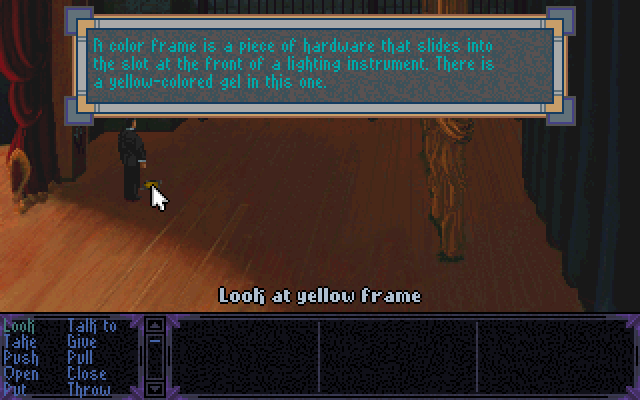 A color frame is a piece of hardware that slides into
the slot at the front of a lighting instrument. There is
a yellow-colored gel in this one.
Look at yellow frame
Look Talk to
Take Give
Push Pull
Open Close
Put Throw